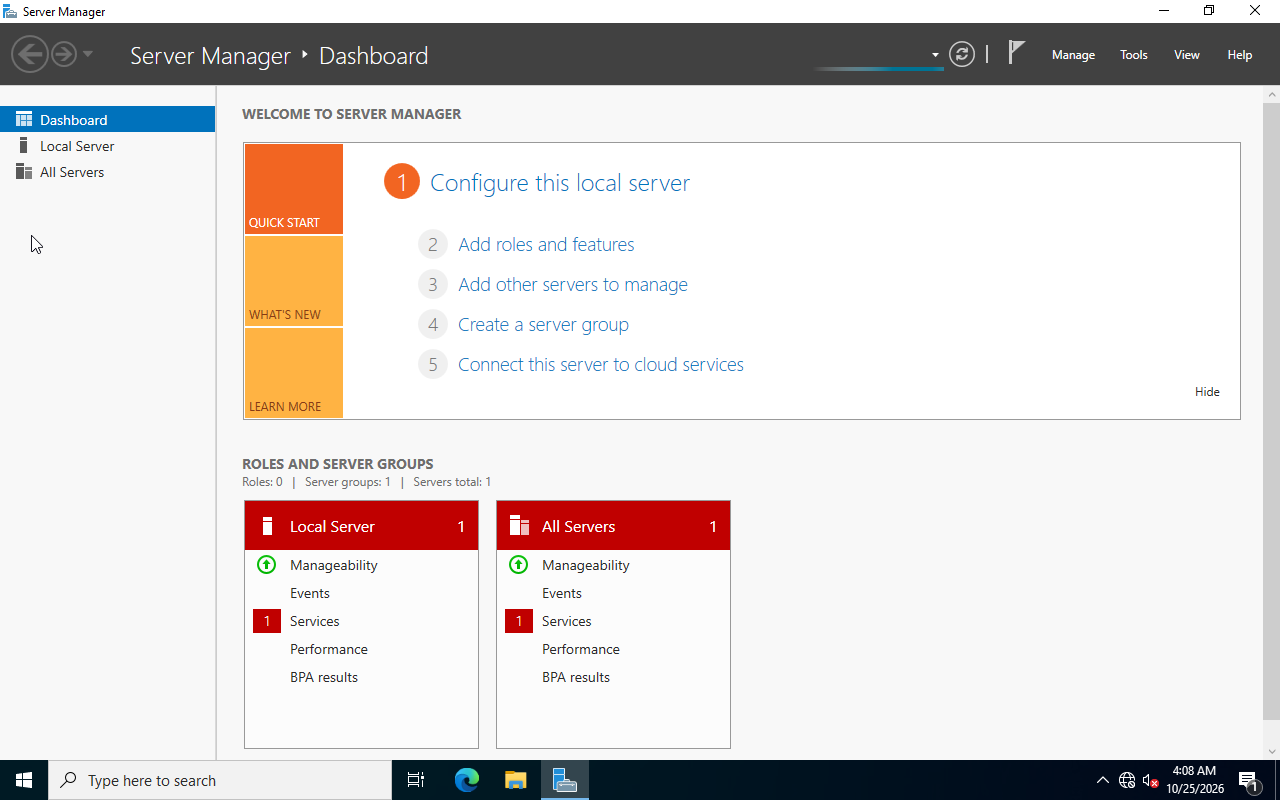 Server Manager
Server Manager ‣ Dashboard
Manage
Tools
View
Help
Dashboard
Local Server
All Servers
WELCOME TO SERVER MANAGER
QUICK START
WHAT'S NEW
LEARN MORE
1 Configure this local server
2 Add roles and features
3 Add other servers to manage
4 Create a server group
5 Connect this server to cloud services
Hide
ROLES AND SERVER GROUPS
Roles: 0 | Server groups: 1 | Servers total: 1
Local Server 1
Manageability
Events
1 Services
Performance
BPA results
All Servers 1
Manageability
Events
1 Services
Performance
BPA results
Type here to search
4:08 AM
10/25/2026
1